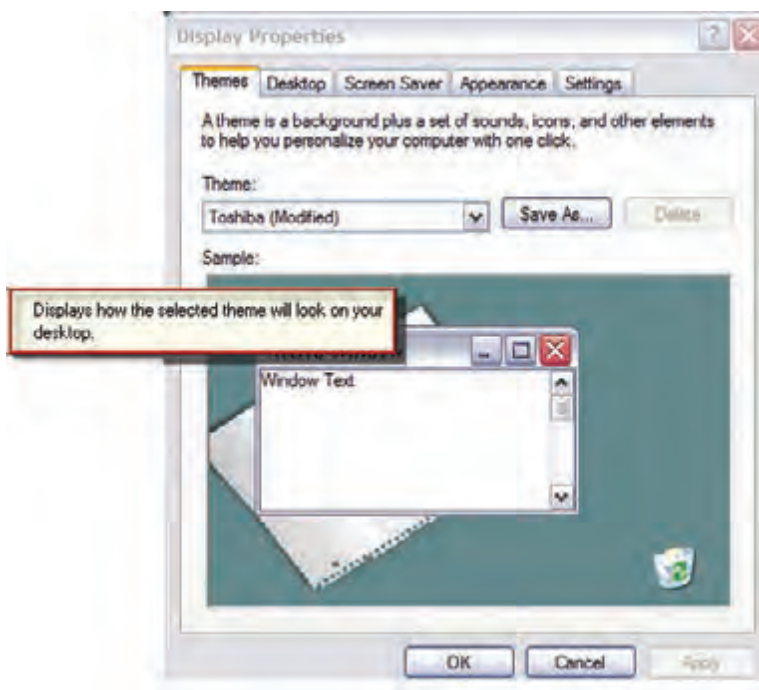 Display Properties
Themes Desktop Screen Saver Appearance Settings
A theme is a background plus a set of sounds, icons, and other elements
to help you personalize your computer with one click.
Theme:
Toshiba (Modified) Save As... Delete
Sample:
Displays how the selected theme will look on your
desktop.
Window Text
OK Cancel Apply